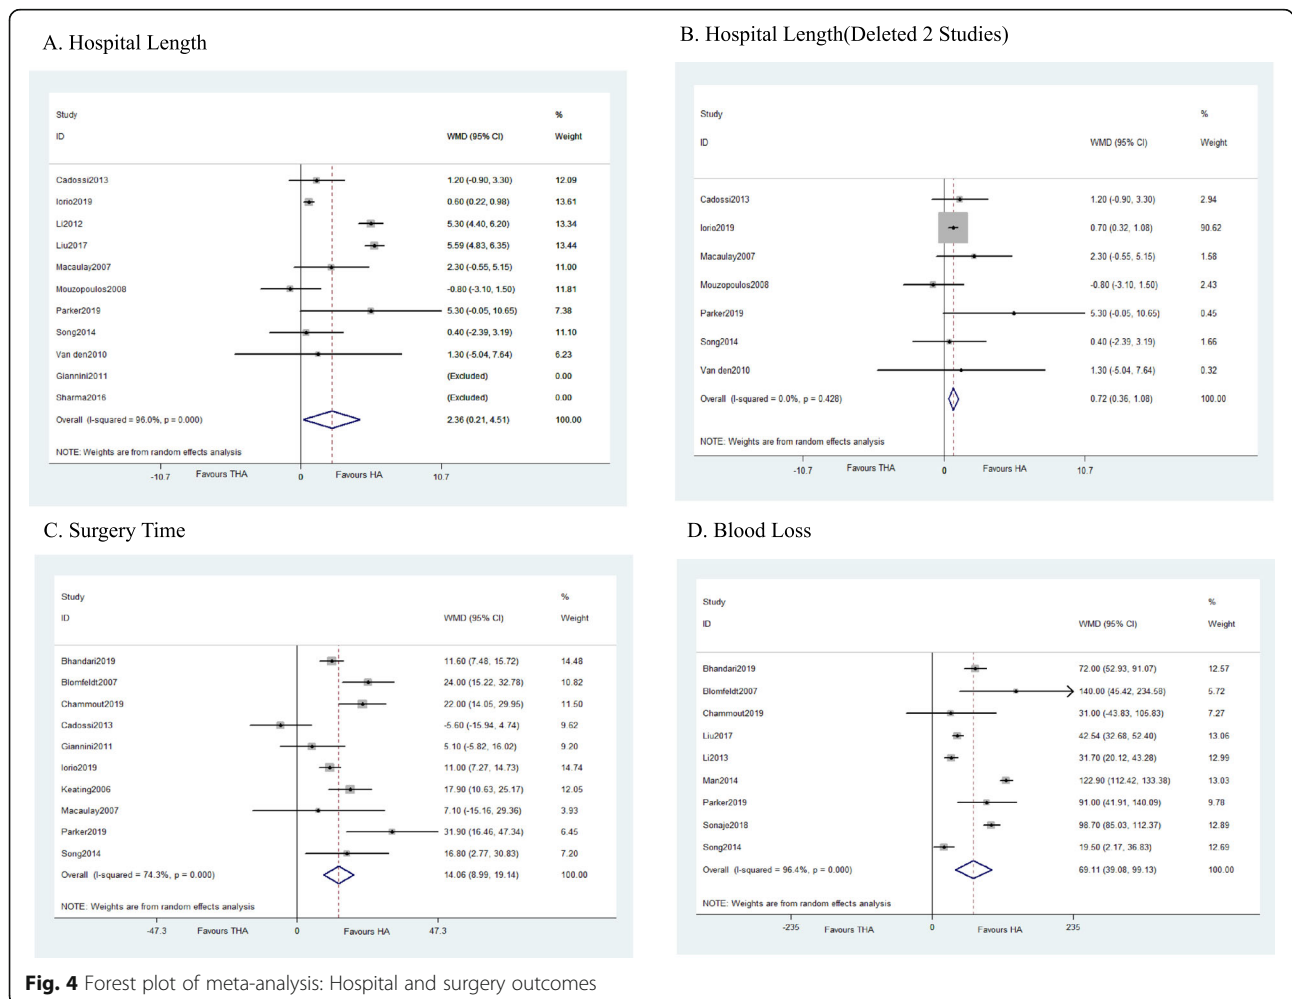 A. Hospital Length
Study %
ID WMD (95% CI) Weight
Cadossi2013 1.20 (-0.90, 3.30) 12.09
Iorio2019 0.60 (0.22, 0.98) 13.61
Li2012 5.30 (4.40, 6.20) 13.34
Liu2017 5.59 (4.83, 6.35) 13.44
Macaulay2007 2.30 (-0.55, 5.15) 11.00
Mouzopoulos2008 -0.80 (-3.10, 1.50) 11.81
Parker2019 5.30 (-0.05, 10.65) 7.38
Song2014 0.40 (-2.39, 3.19) 11.10
Van den2010 1.30 (-5.04, 7.64) 6.23
Giannini2011 (Excluded) 0.00
Sharma2016 (Excluded) 0.00
Overall (I-squared = 96.0%, p = 0.000) 2.36 (0.21, 4.51) 100.00
NOTE: Weights are from random effects analysis
-10.7 Favours THA 0 Favours HA 10.7
B. Hospital Length(Deleted 2 Studies)
Study %
ID WMD (95% CI) Weight
Cadossi2013 1.20 (-0.90, 3.30) 2.94
Iorio2019 0.70 (0.32, 1.08) 90.62
Macaulay2007 2.30 (-0.55, 5.15) 1.58
Mouzopoulos2008 -0.80 (-3.10, 1.50) 2.43
Parker2019 5.30 (-0.05, 10.65) 0.45
Song2014 0.40 (-2.39, 3.19) 1.66
Van den2010 1.30 (-5.04, 7.64) 0.32
Overall (I-squared = 0.0%, p = 0.428) 0.72 (0.36, 1.08) 100.00
NOTE: Weights are from random effects analysis
-10.7 Favours THA 0 Favours HA 10.7
C. Surgery Time
Study %
ID WMD (95% CI) Weight
Bhandari2019 11.60 (7.48, 15.72) 14.48
Blomfeldt2007 24.00 (15.22, 32.78) 10.82
Chammout2019 22.00 (14.05, 29.95) 11.50
Cadossi2013 -5.60 (-15.94, 4.74) 9.62
Giannini2011 5.10 (-5.82, 16.02) 9.20
Iorio2019 11.00 (7.27, 14.73) 14.74
Keating2006 17.90 (10.63, 25.17) 12.05
Macaulay2007 7.10 (-15.16, 29.36) 3.93
Parker2019 31.90 (16.46, 47.34) 6.45
Song2014 16.80 (2.77, 30.83) 7.20
Overall (I-squared = 74.3%, p = 0.000) 14.06 (8.99, 19.14) 100.00
NOTE: Weights are from random effects analysis
-47.3 Favours THA 0 Favours HA 47.3
D. Blood Loss
Study %
ID WMD (95% CI) Weight
Bhandari2019 72.00 (52.93, 91.07) 12.57
Blomfeldt2007 140.00 (45.42, 234.58) 5.72
Chammout2019 31.00 (-43.83, 105.83) 7.27
Liu2017 42.54 (32.68, 52.40) 13.06
Li2013 31.70 (20.12, 43.28) 12.99
Man2014 122.90 (112.42, 133.38) 13.03
Parker2019 91.00 (41.91, 140.09) 9.78
Sonaje2018 98.70 (85.03, 112.37) 12.89
Song2014 19.50 (2.17, 36.83) 12.69
Overall (I-squared = 96.4%, p = 0.000) 69.11 (39.08, 99.13) 100.00
NOTE: Weights are from random effects analysis
-235 Favours THA 0 Favours HA 235
Fig. 4 Forest plot of meta-analysis: Hospital and surgery outcomes